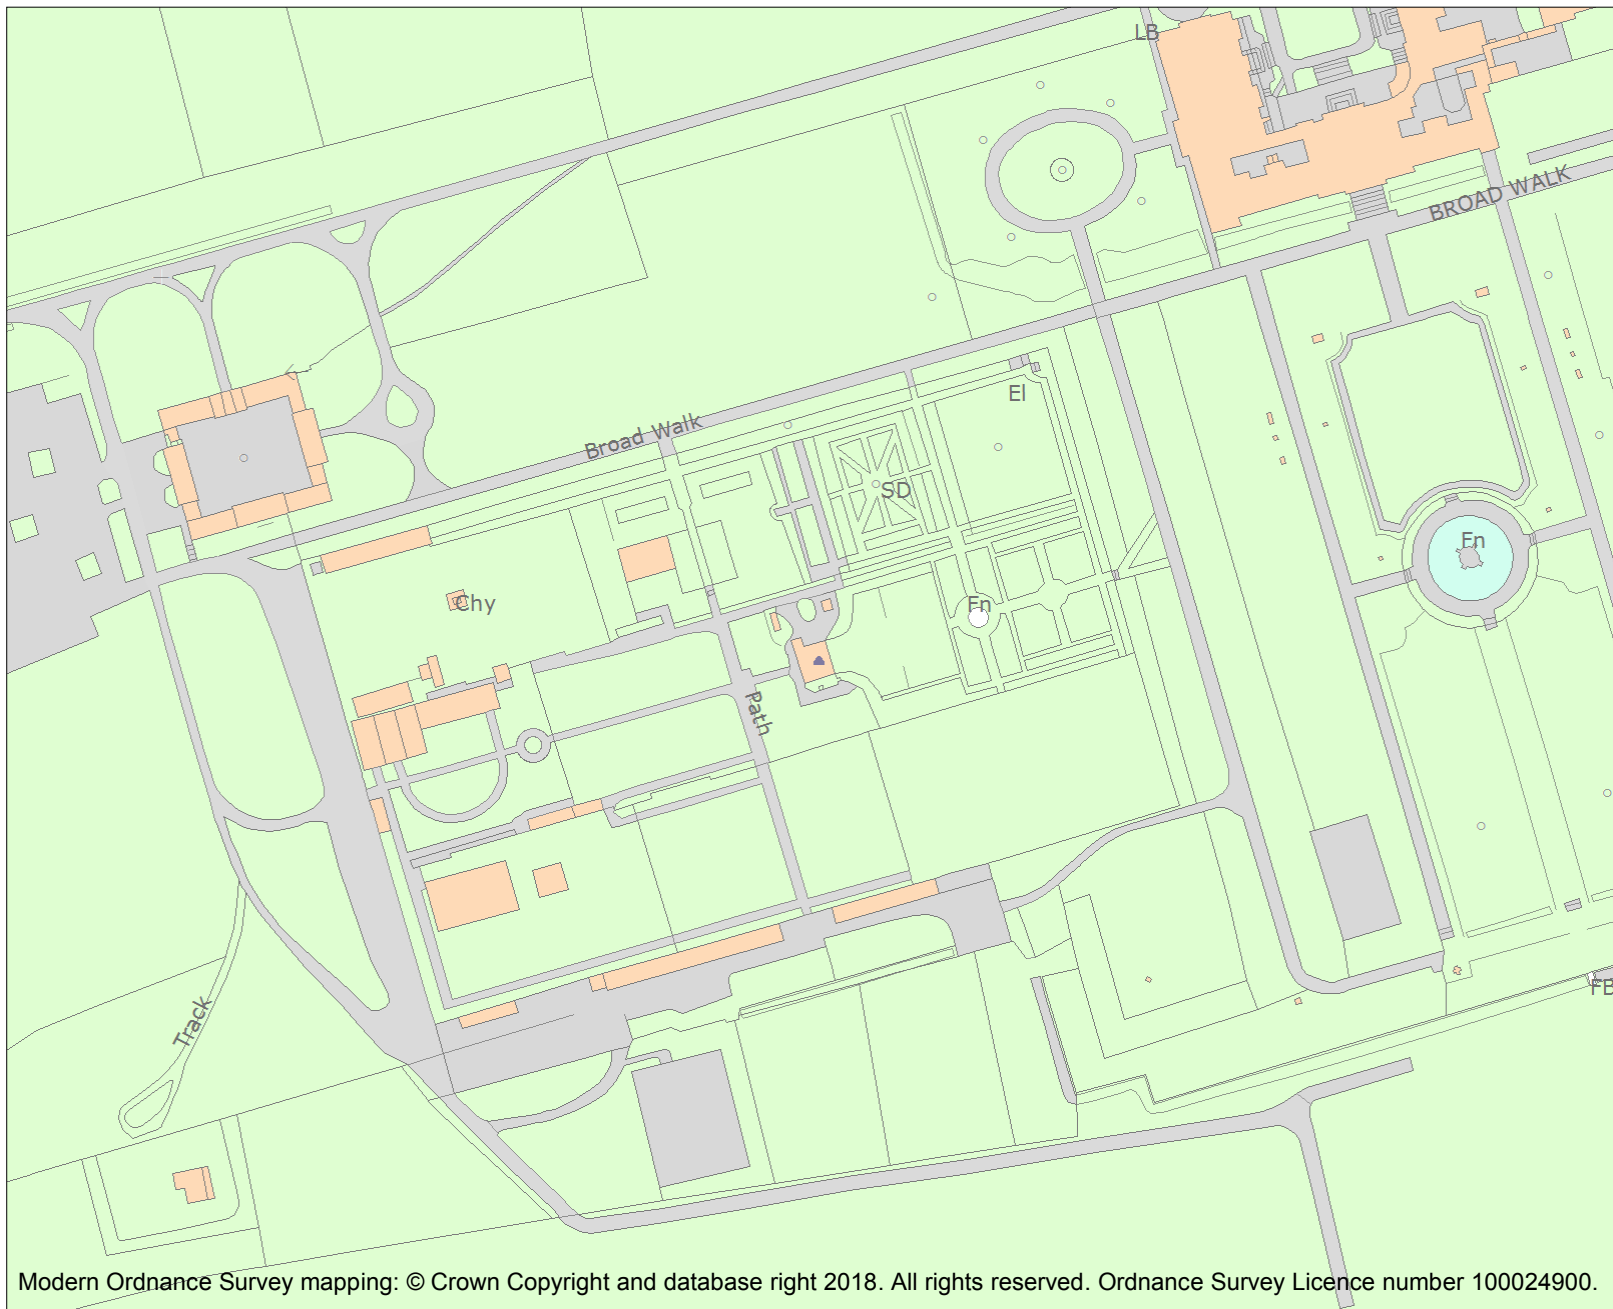 LB
BROAD WALK
El
Broad Walk
SD
Fn
Chy
Fn
Path
FB
Track
Modern Ordnance Survey mapping: © Crown Copyright and database right 2018. All rights reserved. Ordnance Survey Licence number 100024900.